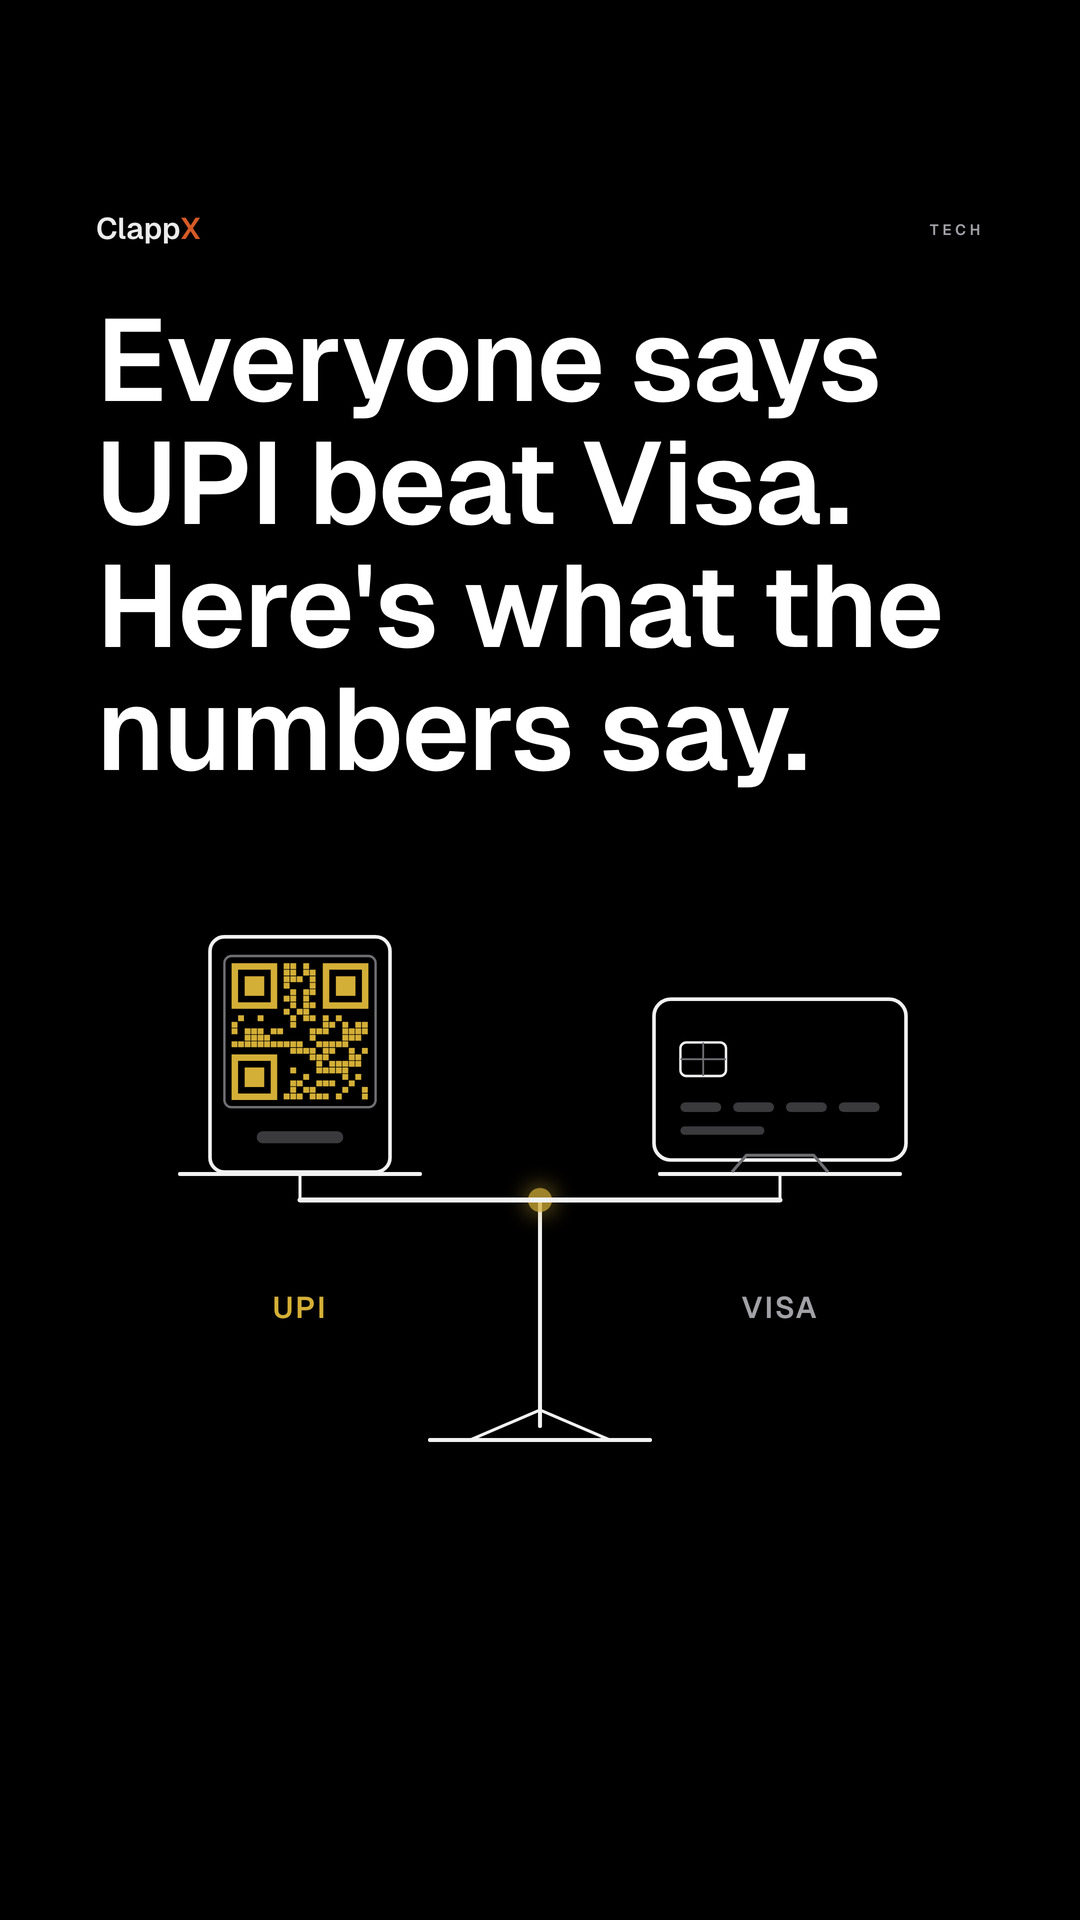 ClappX
TECH
Everyone says
UPI beat Visa.
Here's what the
numbers say.
UPI
VISA